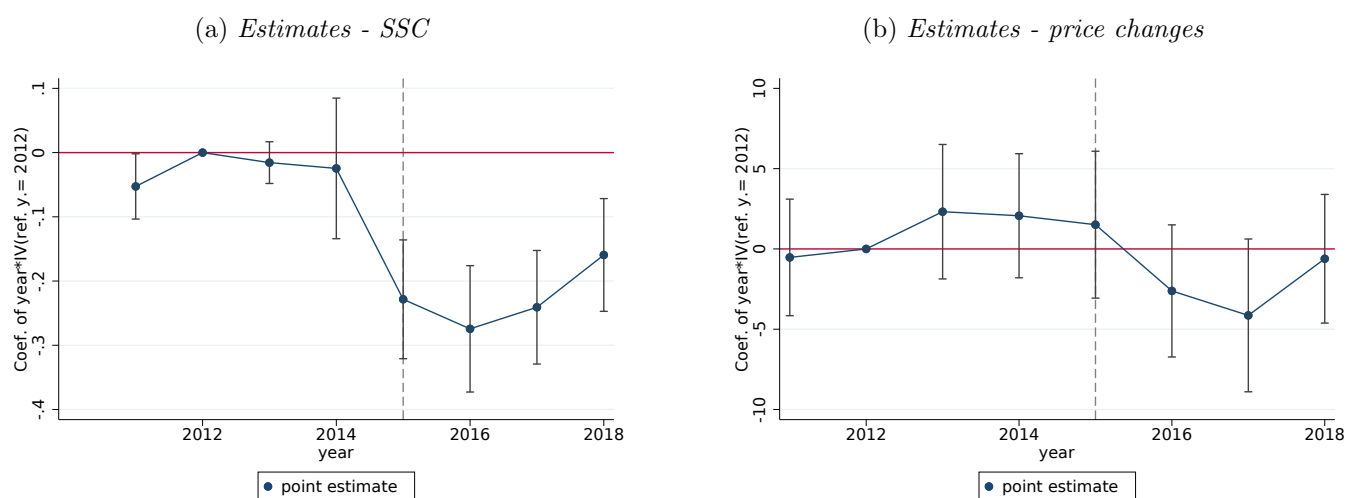 (a) Estimates - SSC
Coef. of year*IV(ref. y.= 2012)
.1
0
-.1
-.2
-.3
-.4
2012 2014 2016 2018
year
point estimate
(b) Estimates - price changes
Coef. of year*IV(ref. y.= 2012)
10
5
0
-5
-10
2012 2014 2016 2018
year
point estimate